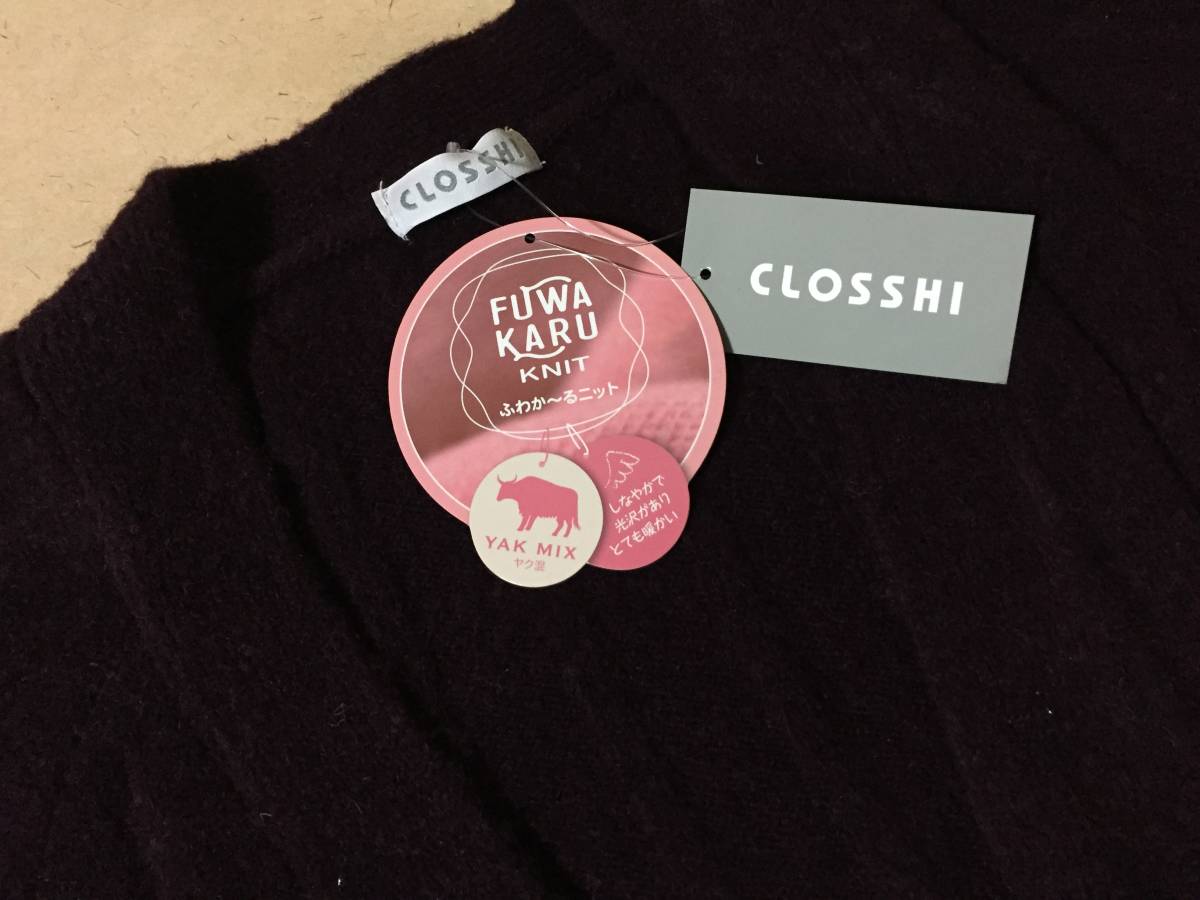 CLOSSHI
CLOSSHI
FUWA
KARU
KNIT
ふわか〜るニット
YAK MIX
ヤク混
しなやかで
光沢があり
とても暖かい